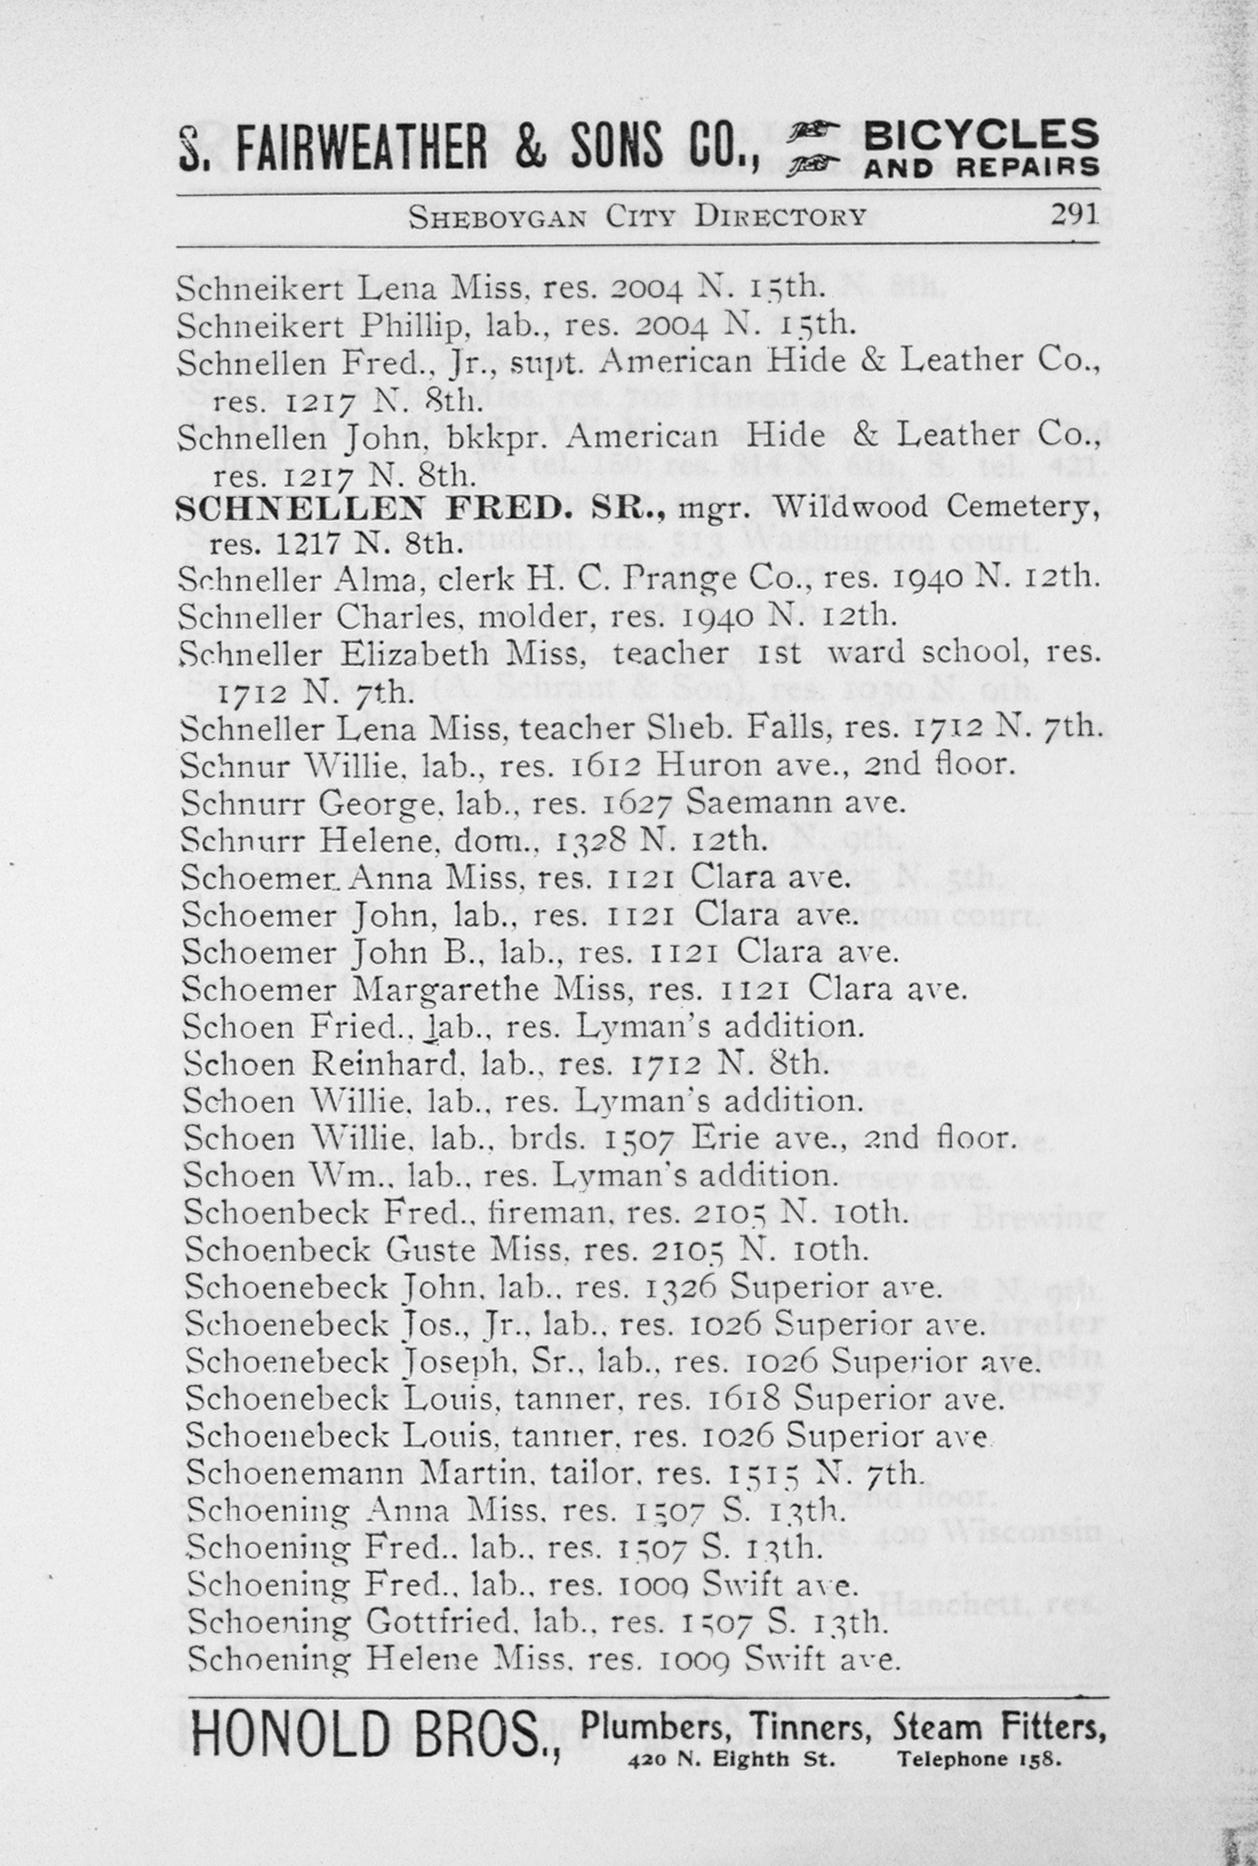 S. FAIRWEATHER & SONS CO., BICYCLES
AND REPAIRS
SHEBOYGAN CITY DIRECTORY 291
Schneikert Lena Miss, res. 2004 N. 15th.
Schneikert Phillip, lab., res. 2004 N. 15th.
Schnellen Fred., Jr., supt. American Hide & Leather Co.,
res. 1217 N. 8th.
Schnellen John, bkkpr. American Hide & Leather Co.,
res. 1217 N. 8th.
SCHNELLEN FRED. SR., mgr. Wildwood Cemetery,
res. 1217 N. 8th.
Schneller Alma, clerk H. C. Prange Co., res. 1940 N. 12th.
Schneller Charles, molder, res. 1940 N. 12th.
Schneller Elizabeth Miss, teacher 1st ward school, res.
1712 N. 7th.
Schneller Lena Miss, teacher Sheb. Falls, res. 1712 N. 7th.
Schnur Willie, lab., res. 1612 Huron ave., 2nd floor.
Schnurr George, lab., res. 1627 Saemann ave.
Schnurr Helene, dom., 1328 N. 12th.
Schoemer Anna Miss, res. 1121 Clara ave.
Schoemer John, lab., res. 1121 Clara ave.
Schoemer John B., lab., res. 1121 Clara ave.
Schoemer Margarethe Miss, res. 1121 Clara ave.
Schoen Fried., lab., res. Lyman's addition.
Schoen Reinhard, lab., res. 1712 N. 8th.
Schoen Willie, lab., res. Lyman's addition.
Schoen Willie, lab., brds. 1507 Erie ave., 2nd floor.
Schoen Wm., lab., res. Lyman's addition.
Schoenbeck Fred., fireman, res. 2105 N. 10th.
Schoenbeck Guste Miss, res. 2105 N. 10th.
Schoenebeck John, lab., res. 1326 Superior ave.
Schoenebeck Jos., Jr., lab., res. 1026 Superior ave.
Schoenebeck Joseph, Sr., lab., res. 1026 Superior ave.
Schoenebeck Louis, tanner, res. 1618 Superior ave.
Schoenebeck Louis, tanner, res. 1026 Superior ave.
Schoenemann Martin, tailor, res. 1515 N. 7th.
Schoening Anna Miss, res. 1507 S. 13th.
Schoening Fred., lab., res. 1507 S. 13th.
Schoening Fred., lab., res. 1009 Swift ave.
Schoening Gottfried, lab., res. 1507 S. 13th.
Schoening Helene Miss, res. 1009 Swift ave.
HONOLD BROS., Plumbers, Tinners, Steam Fitters,
420 N. Eighth St. Telephone 158.